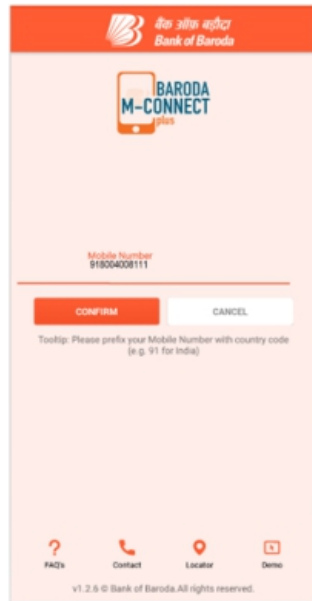 बैंक ऑफ़ बड़ौदा
Bank of Baroda
BARODA
M-CONNECT
plus
Mobile Number
918004008111
CONFIRM CANCEL
Tooltip: Please prefix your Mobile Number with country code
(e.g. 91 for India)
FAQ's Contact Locator Demo
v1.2.6 © Bank of Baroda.All rights reserved.